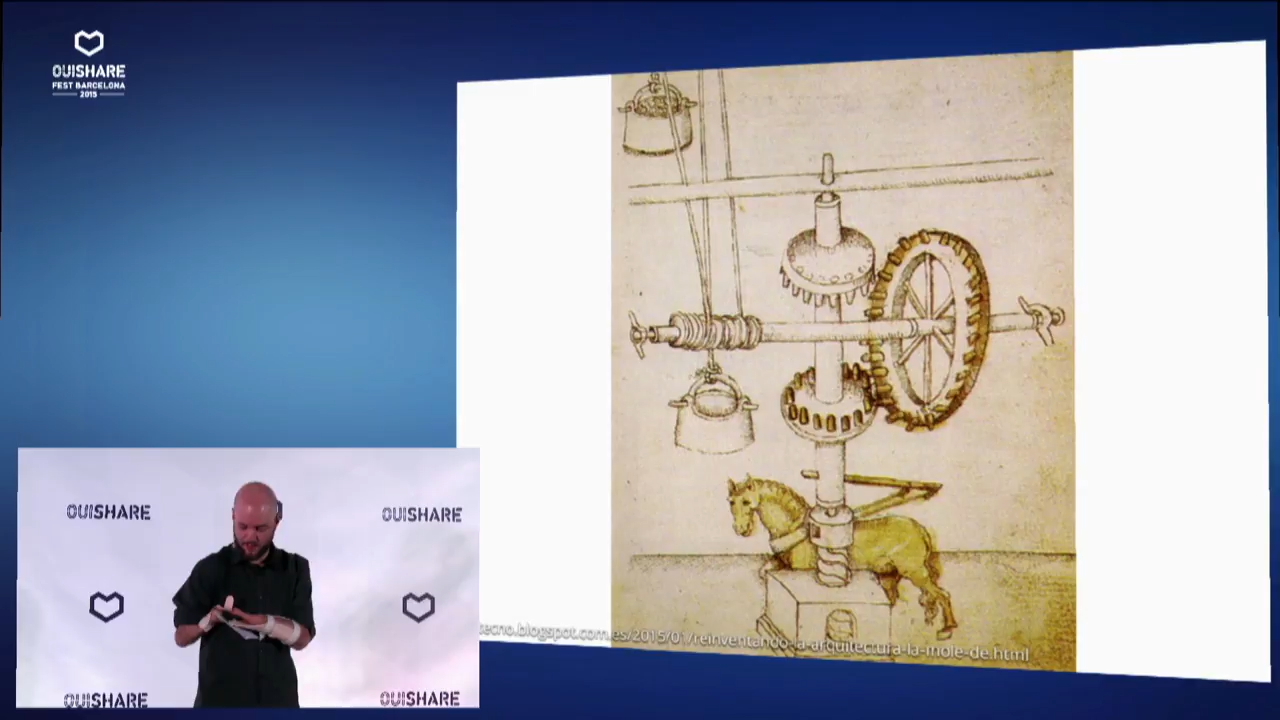 OUISHARE
FEST BARCELONA
2015
tecno.blogspot.com.es/2015/01/reinventando-la-arquitectura-la-mole-de.html
OUISHARE
OUISHARE
OUISHARE
OUISHARE